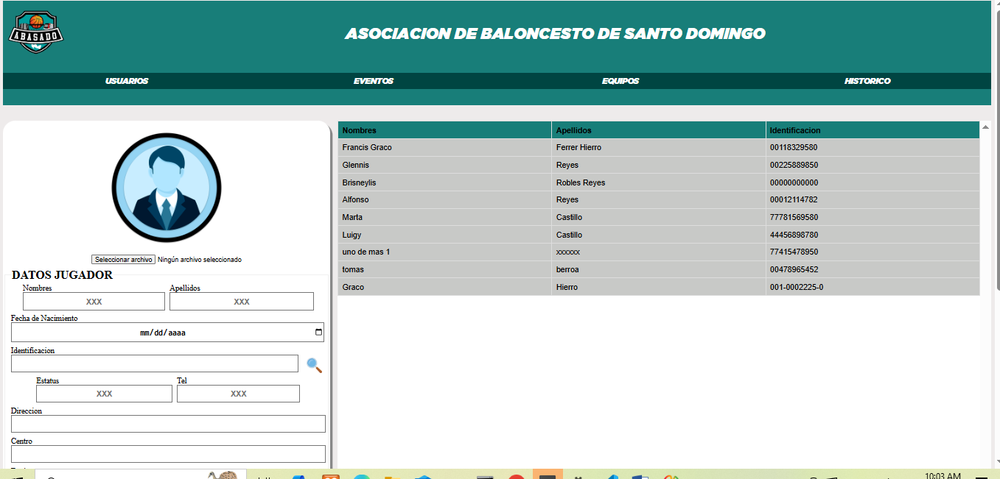 ABASADO
ASOCIACION DE BALONCESTO DE SANTO DOMINGO
USUARIOS EVENTOS EQUIPOS HISTORICO
Seleccionar archivo Ningún archivo seleccionado
DATOS JUGADOR
Nombres Apellidos
XXX XXX
Fecha de Nacimiento
mm/dd/aaaa
Identificacion
Estatus Tel
XXX XXX
Direccion
Centro
Nombres Apellidos Identificacion
Francis Graco Ferrer Hierro 00118329580
Glennis Reyes 00225889850
Brisneylis Robles Reyes 00000000000
Alfonso Reyes 00012114782
Marta Castillo 77781569580
Luigy Castillo 44456898780
uno de mas 1 xxxxxx 77415478950
tomas berroa 00478965452
Graco Hierro 001-0002225-0
10:03 AM